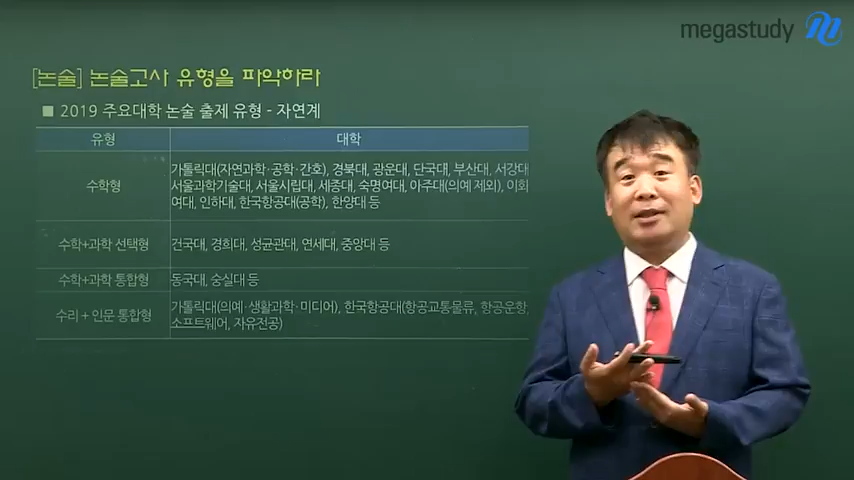 megastudy
[논술] 논술고사 유형을 파악하라
■ 2019 주요대학 논술 출제 유형 - 자연계
유형 대학
수학형
가톨릭대(자연과학·공학·간호), 경북대, 광운대, 단국대, 부산대, 서강대
서울과학기술대, 서울시립대, 세종대, 숙명여대, 아주대(의예 제외), 이화
여대, 인하대, 한국항공대(공학), 한양대 등
수학+과학 선택형 건국대, 경희대, 성균관대, 연세대, 중앙대 등
수학+과학 통합형 동국대, 숭실대 등
수리 + 인문 통합형
가톨릭대(의예·생활과학·미디어), 한국항공대(항공교통물류, 항공운항,
소프트웨어, 자유전공)